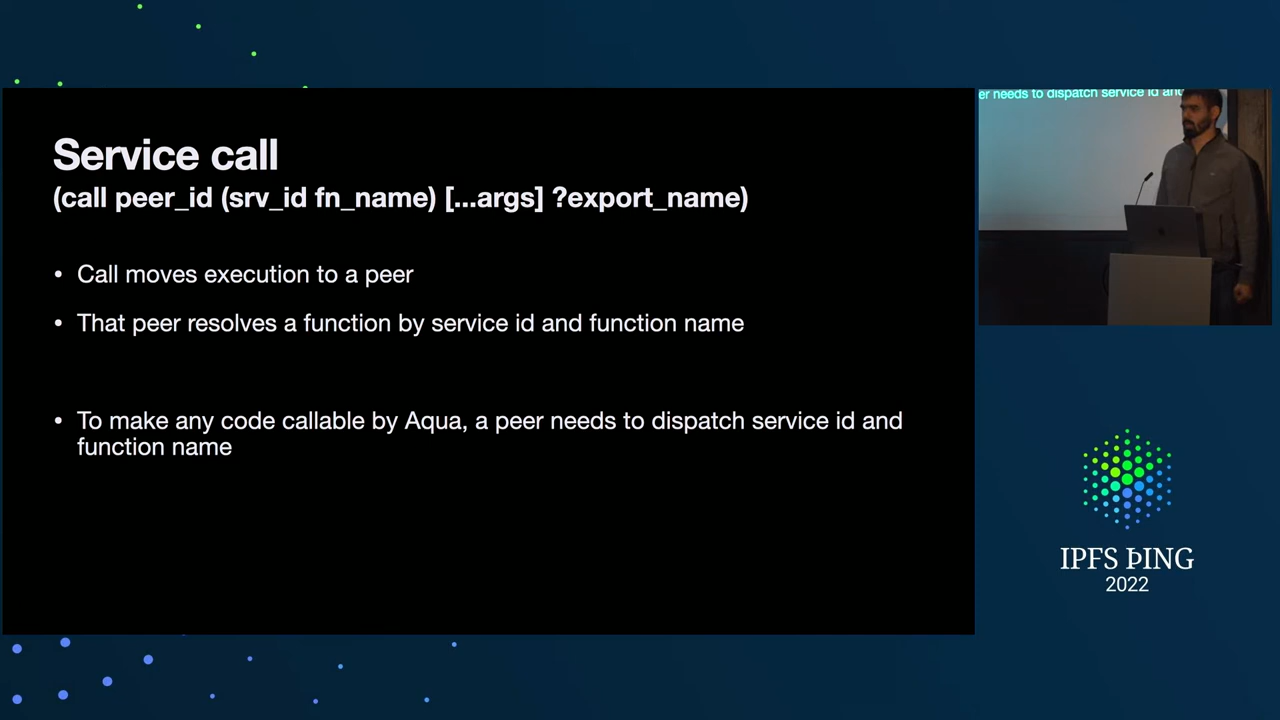 Service call
(call peer_id (srv_id fn_name) [...args] ?export_name)
• Call moves execution to a peer
• That peer resolves a function by service id and function name
• To make any code callable by Aqua, a peer needs to dispatch service id and
function name
er needs to dispatch service id and
IPFS ÞING
2022